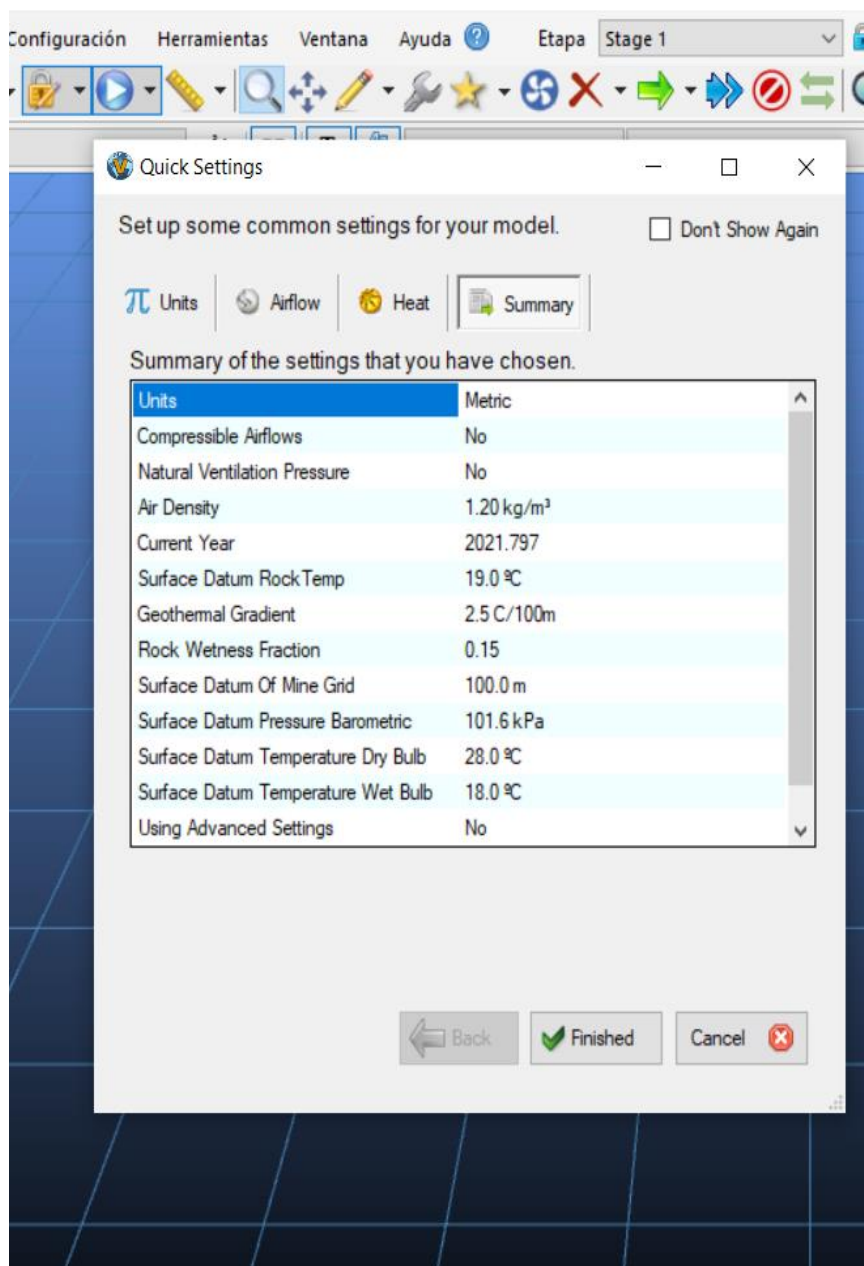 Configuración Herramientas Ventana Ayuda Etapa Stage 1
Quick Settings
Set up some common settings for your model. Don't Show Again
Units Airflow Heat Summary
Summary of the settings that you have chosen.
Units Metric
Compressible Airflows No
Natural Ventilation Pressure No
Air Density 1.20 kg/m³
Current Year 2021.797
Surface Datum Rock Temp 19.0 ºC
Geothermal Gradient 2.5 C/100m
Rock Wetness Fraction 0.15
Surface Datum Of Mine Grid 100.0 m
Surface Datum Pressure Barometric 101.6 kPa
Surface Datum Temperature Dry Bulb 28.0 ºC
Surface Datum Temperature Wet Bulb 18.0 ºC
Using Advanced Settings No
Back Finished Cancel